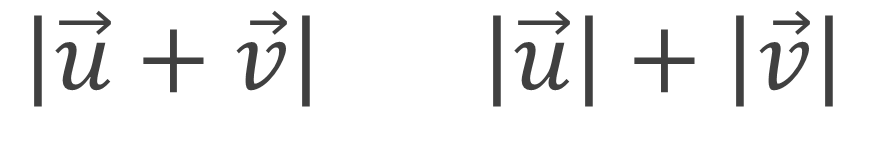 |u⃗ + v⃗| |u⃗| + |v⃗|